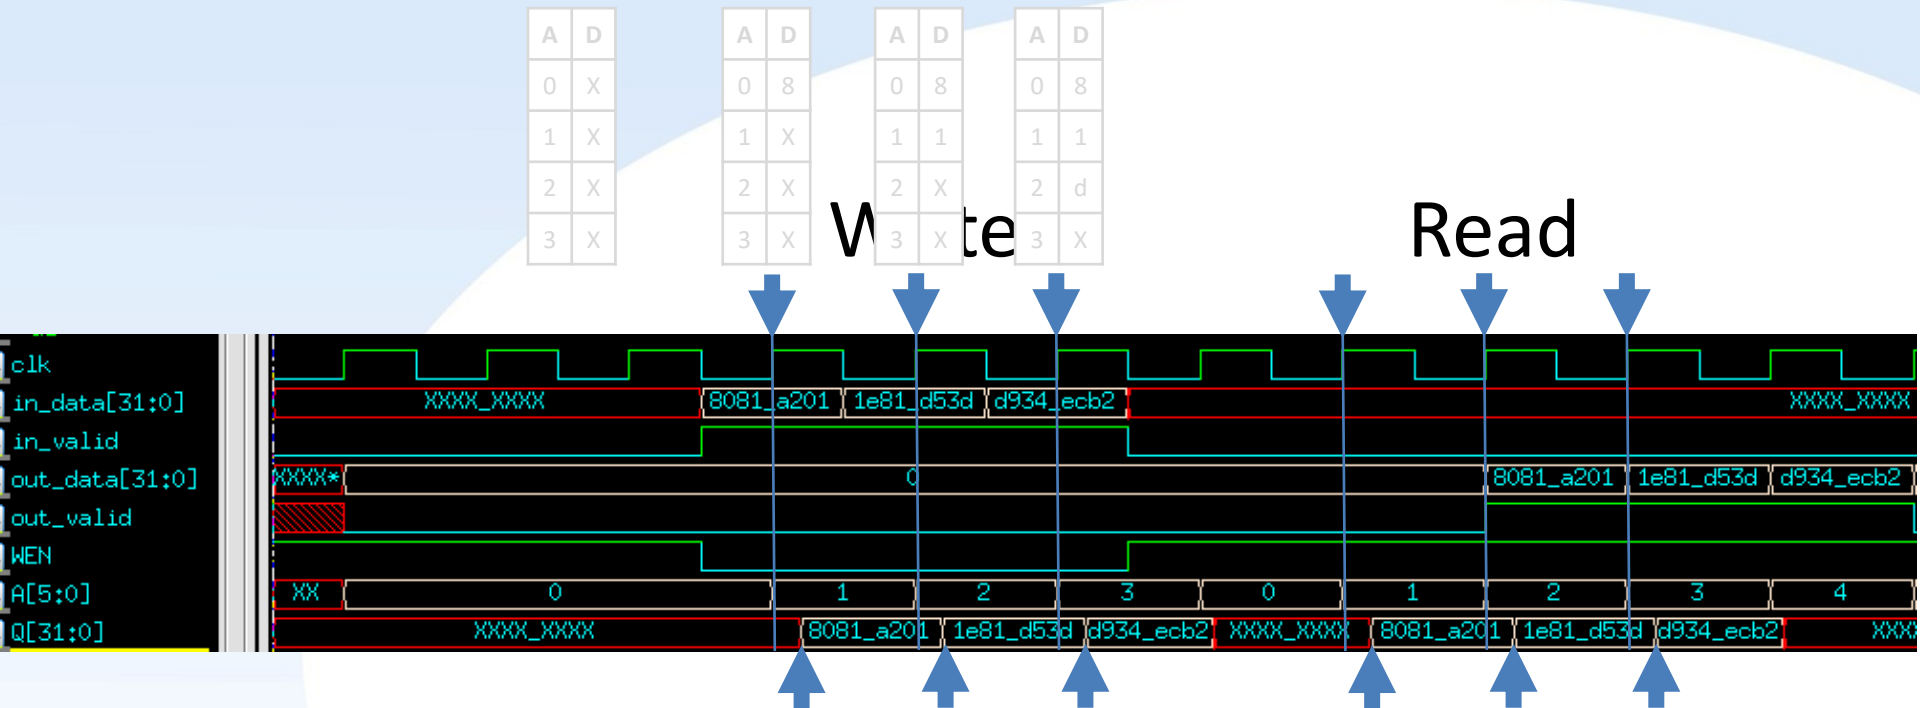 A D A D A D A D
0 X 0 8 0 8 0 8
1 X 1 X 1 1 1 1
2 X 2 X 2 X 2 d
3 X 3 X 3 X 3 X
Read
clk
in_data[31:0] XXXX_XXXX 8081_a201 1e81_d53d d934_ecb2 XXXX_XXXX
in_valid
out_data[31:0] XXXX* 0 8081_a201 1e81_d53d d934_ecb2
out_valid
WEN
A[5:0] XX 0 1 2 3 0 1 2 3 4
Q[31:0] XXXX_XXXX 8081_a201 1e81_d53d d934_ecb2 XXXX_XXXX 8081_a201 1e81_d53d d934_ecb2